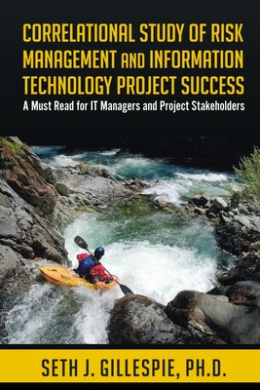 CORRELATIONAL STUDY OF RISK
MANAGEMENT AND INFORMATION
TECHNOLOGY PROJECT SUCCESS
A Must Read for IT Managers and Project Stakeholders
SETH J. GILLESPIE, PH.D.